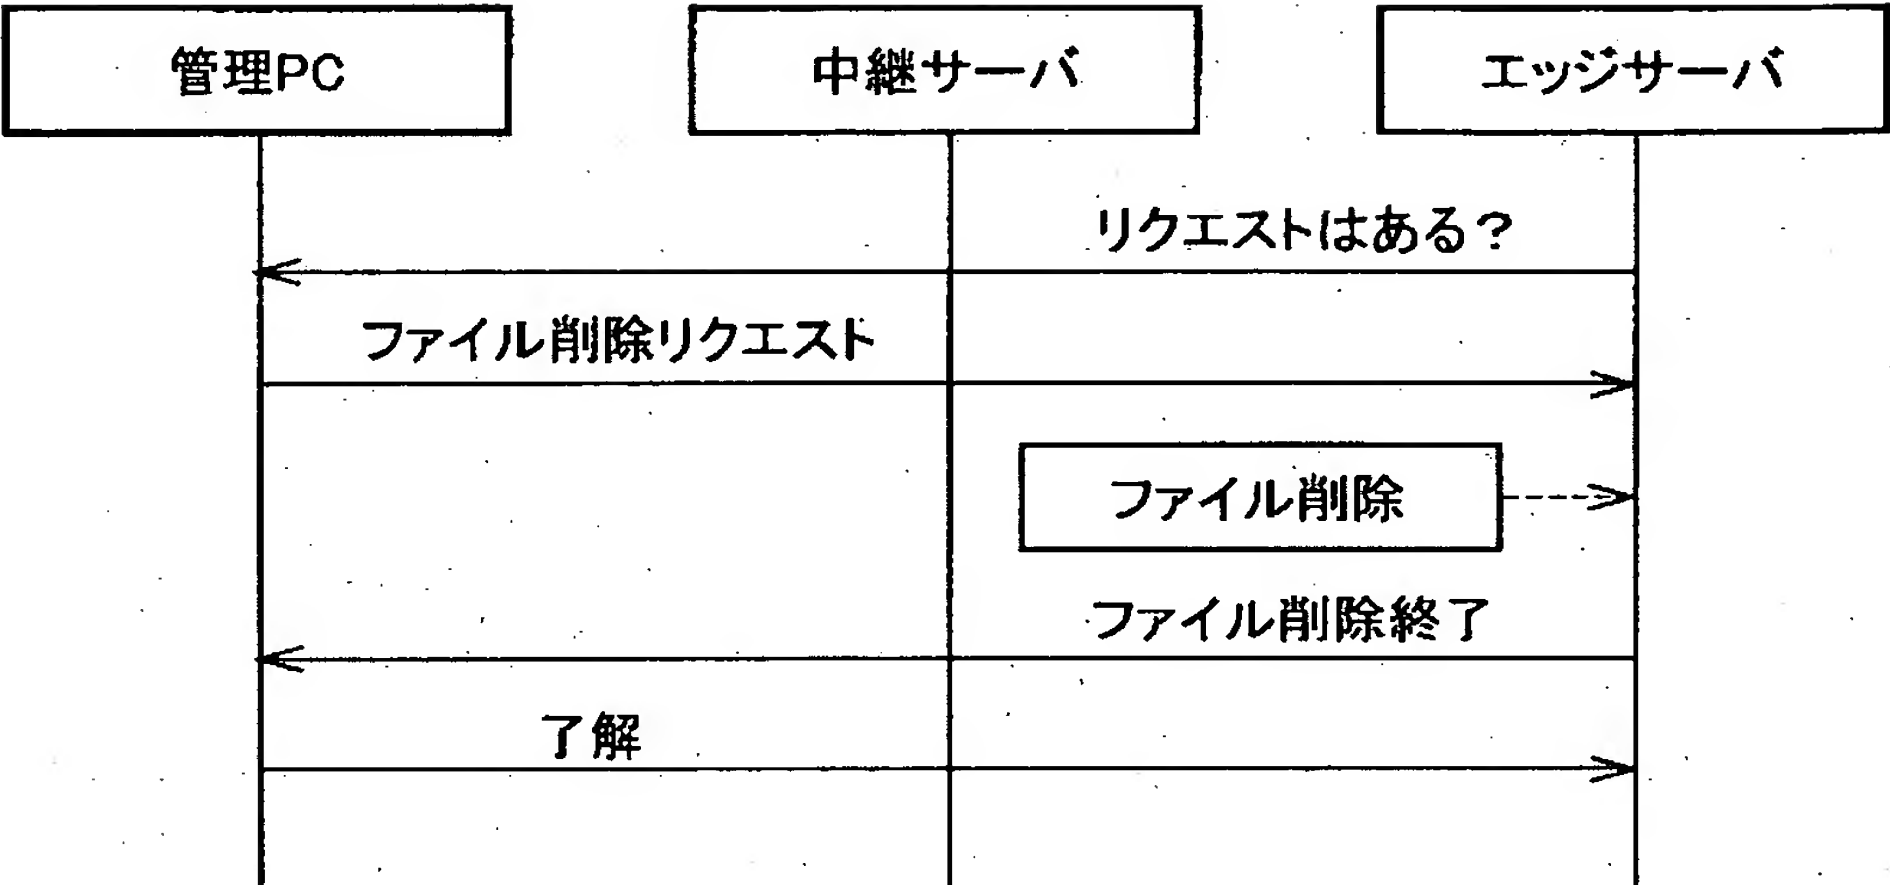 管理PC
中継サーバ
エッジサーバ
リクエストはある？
ファイル削除リクエスト
ファイル削除
ファイル削除終了
了解